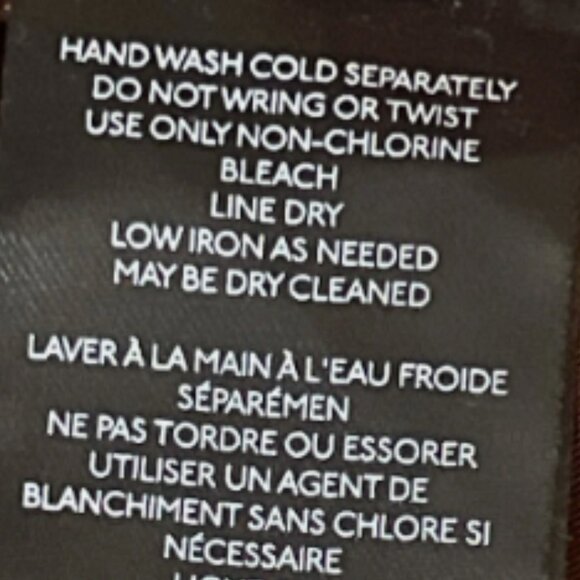 HAND WASH COLD SEPARATELY
DO NOT WRING OR TWIST
USE ONLY NON-CHLORINE
BLEACH
LINE DRY
LOW IRON AS NEEDED
MAY BE DRY CLEANED
LAVER À LA MAIN À L'EAU FROIDE
SÉPARÉMEN
NE PAS TORDRE OU ESSORER
UTILISER UN AGENT DE
BLANCHIMENT SANS CHLORE SI
NÉCESSAIRE